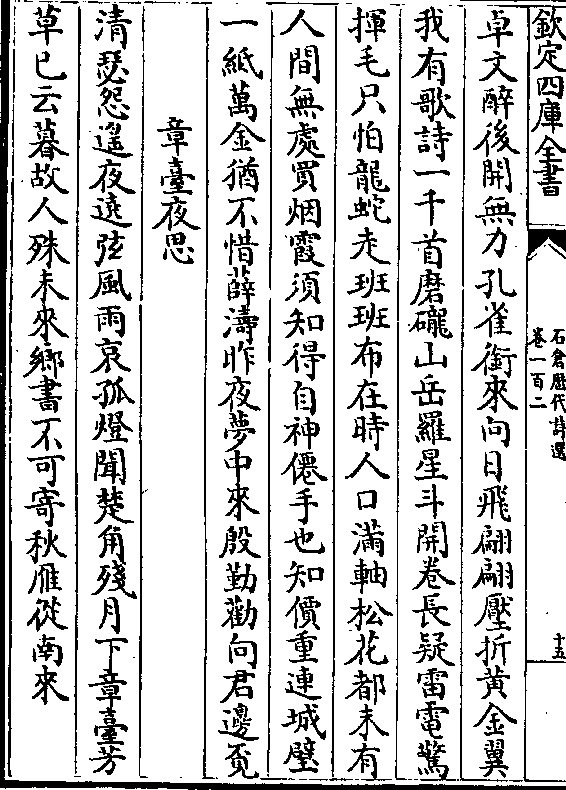 欽定四庫全書
石倉歷代詩選
卷一百二
十五
卓文醉後開無力孔雀銜來向日飛翩翩壓折黃金翼
我有歌詩一千首磨礲山岳羅星斗開卷長疑雷電驚
揮毛只怕龍蛇走班班布在時人口滿軸松花都未有
人間無處買烟霞須知得自神僊手也知價重連城璧
一紙萬金猶不惜薛濤昨夜夢中來殷勤勸向君邊覔
章臺夜思
清瑟怨遙夜遶弦風雨哀孤燈聞楚角殘月下章臺芳
草已云暮故人殊未來鄉書不可寄秋雁從南來